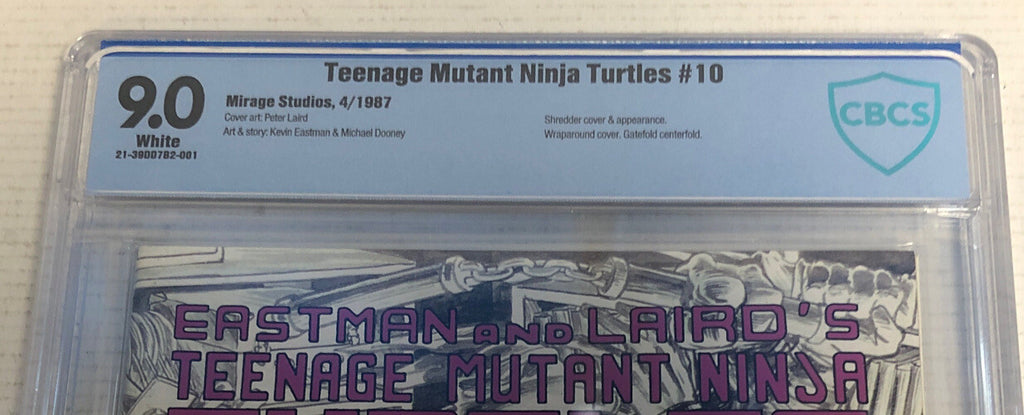 Teenage Mutant Ninja Turtles #10
9.0
White
21-39DD7B2-001
Mirage Studios, 4/1987
Cover art: Peter Laird
Art & story: Kevin Eastman & Michael Dooney
Shredder cover & appearance.
Wraparound cover. Gatefold centerfold.
CBCS
EASTMAN AND LAIRD'S
TEENAGE MUTANT NINJA